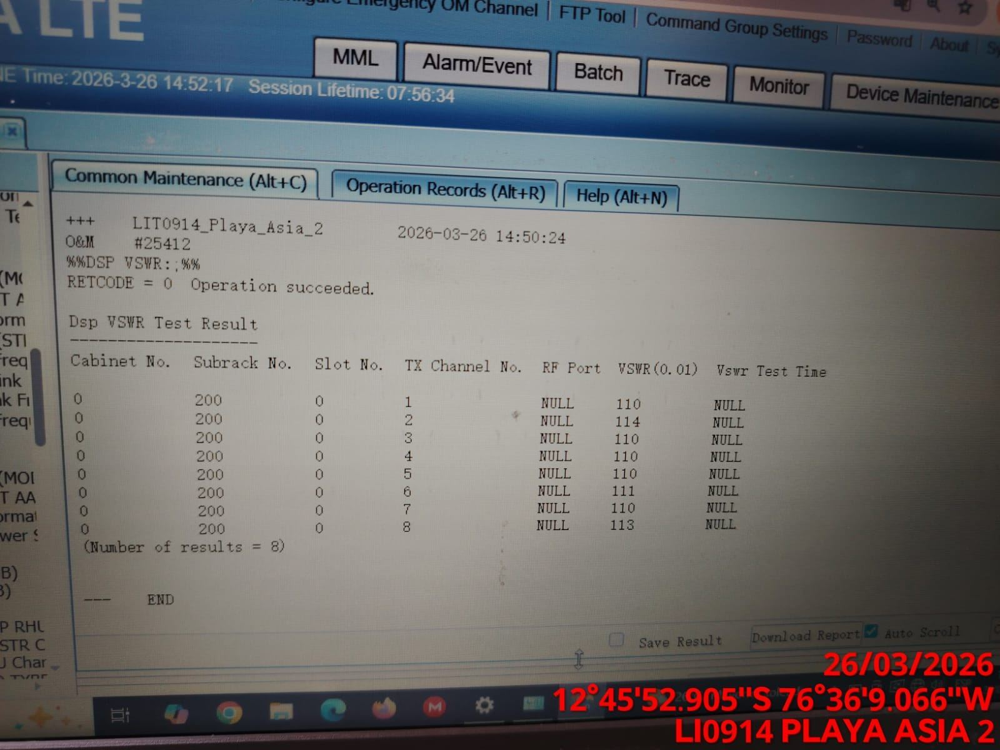 A LTE
Emergency OM Channel | FTP Tool | Command Group Settings | Password | About
MML Alarm/Event Batch Trace Monitor Device Maintenance
NE Time: 2026-3-26 14:52:17 Session Lifetime: 07:56:34
Common Maintenance (Alt+C) Operation Records (Alt+R) Help (Alt+N)
+++ LIT0914_Playa_Asia_2 2026-03-26 14:50:24
O&M #25412
%%DSP VSWR:;%%
RETCODE = 0 Operation succeeded.
Dsp VSWR Test Result
--------------------
Cabinet No. Subrack No. Slot No. TX Channel No. RF Port VSWR(0.01) Vswr Test Time
0 200 0 1 NULL 110 NULL
0 200 0 2 NULL 114 NULL
0 200 0 3 NULL 110 NULL
0 200 0 4 NULL 110 NULL
0 200 0 5 NULL 110 NULL
0 200 0 6 NULL 111 NULL
0 200 0 7 NULL 110 NULL
0 200 0 8 NULL 113 NULL
(Number of results = 8)
--- END
Save Result Download Report Auto Scroll
26/03/2026
12°45'52.905"S 76°36'9.066"W
LI0914 PLAYA ASIA 2